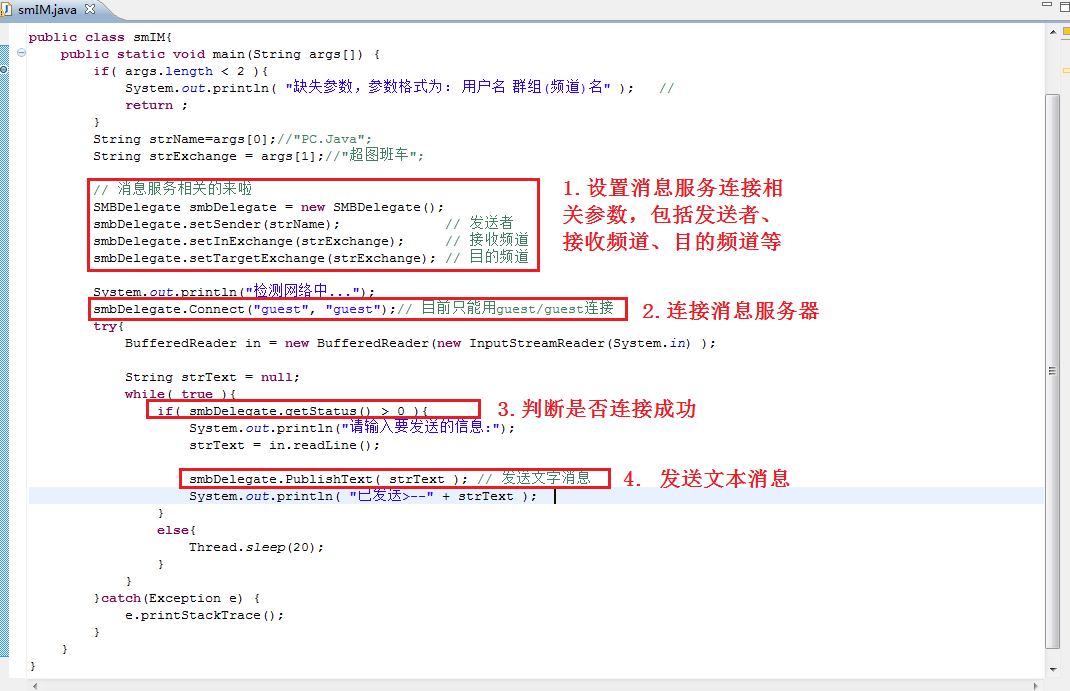 smIM.java
public class smIM{
public static void main(String args[]) {
if( args.length < 2 ){
System.out.println( "缺失参数，参数格式为: 用户名 群组(频道)名" ); //
return ;
}
String strName=args[0];//"PC.Java";
String strExchange = args[1];//"超图班车";
// 消息服务相关的来啦
SMBDelegate smbDelegate = new SMBDelegate();
smbDelegate.setSender(strName); // 发送者
smbDelegate.setInExchange(strExchange); // 接收频道
smbDelegate.setTargetExchange(strExchange); // 目的频道
1.设置消息服务连接相
关参数，包括发送者、
接收频道、目的频道等
System.out.println("检测网络中...");
smbDelegate.Connect("guest", "guest");// 目前只能用guest/guest连接
2.连接消息服务器
try{
BufferedReader in = new BufferedReader(new InputStreamReader(System.in) );
String strText = null;
while( true ){
if( smbDelegate.getStatus() > 0 ){
3.判断是否连接成功
System.out.println("请输入要发送的信息:");
strText = in.readLine();
smbDelegate.PublishText( strText ); // 发送文字消息
4. 发送文本消息
System.out.println( "已发送>--" + strText );
}
else{
Thread.sleep(20);
}
}
}catch(Exception e) {
e.printStackTrace();
}
}
}